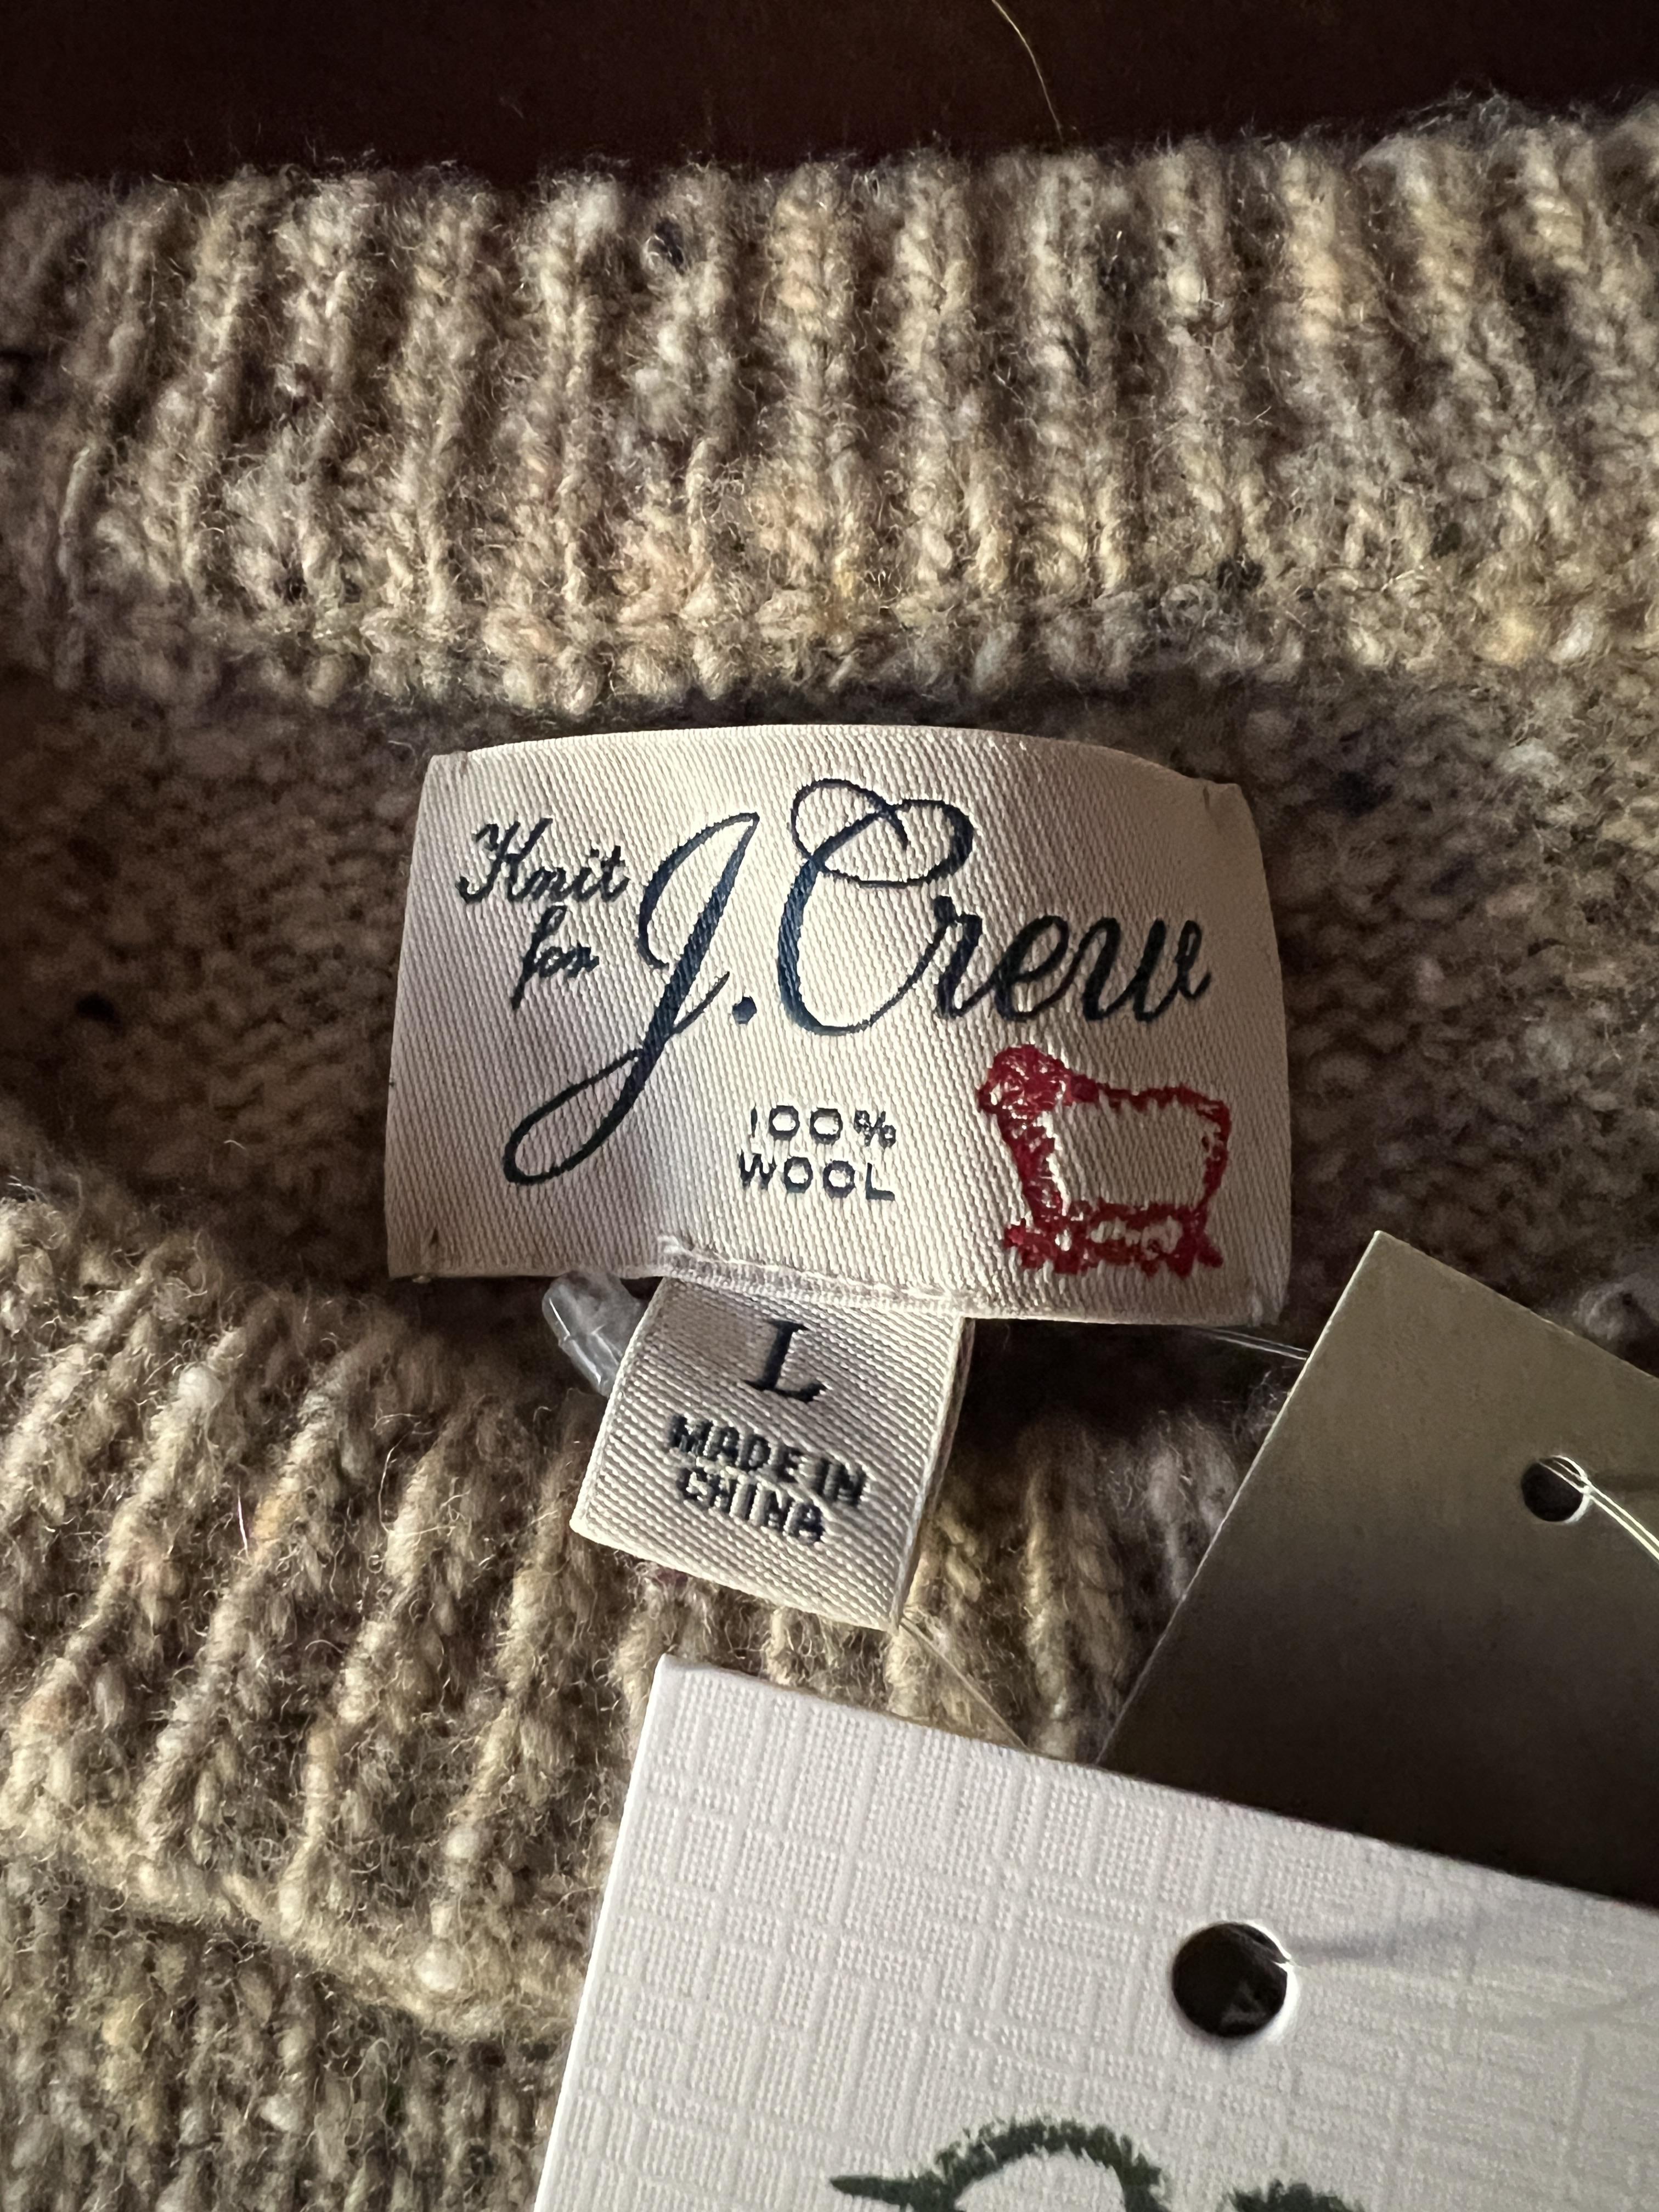 Knit
for
J.Crew
100%
WOOL
L
MADE IN
CHINA